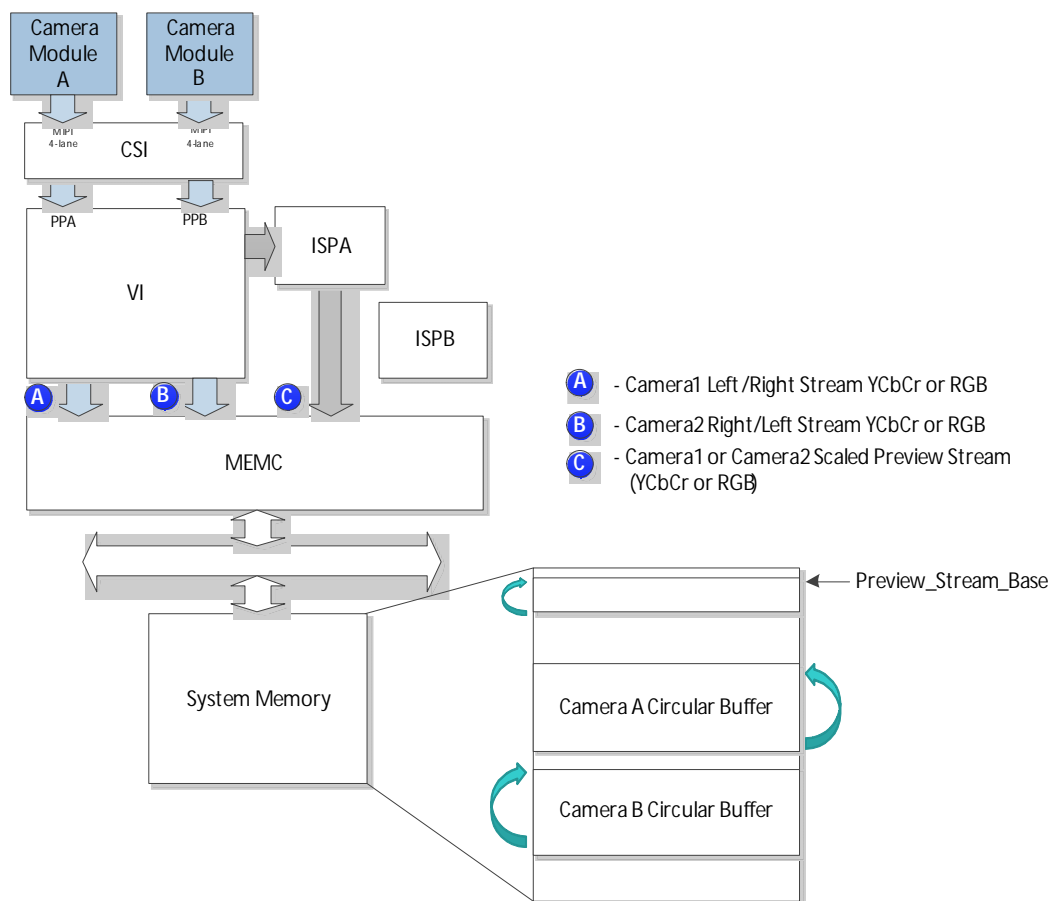 Camera
Module
A
Camera
Module
B
MIPI
4-lane
MIPI
4-lane
CSI
PPA
PPB
VI
ISPA
ISPB
A
B
C
MEMC
A - Camera1 Left/Right Stream YCbCr or RGB
B - Camera2 Right/Left Stream YCbCr or RGB
C - Camera1 or Camera2 Scaled Preview Stream
(YCbCr or RGB)
Preview_Stream_Base
System Memory
Camera A Circular Buffer
Camera B Circular Buffer